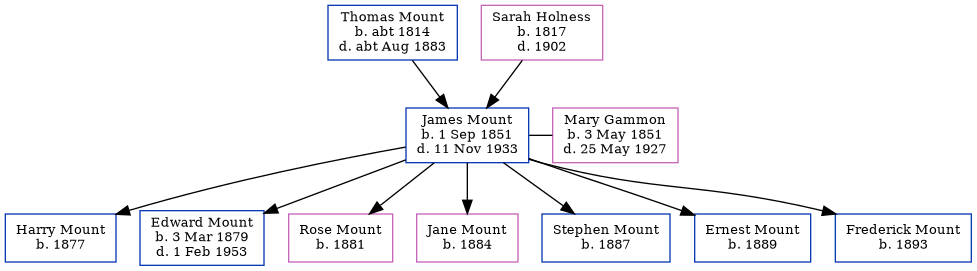 Thomas Mount
b. abt 1814
d. abt Aug 1883
Sarah Holness
b. 1817
d. 1902
James Mount
b. 1 Sep 1851
d. 11 Nov 1933
Mary Gammon
b. 3 May 1851
d. 25 May 1927
Harry Mount
b. 1877
Edward Mount
b. 3 Mar 1879
d. 1 Feb 1953
Rose Mount
b. 1881
Jane Mount
b. 1884
Stephen Mount
b. 1887
Ernest Mount
b. 1889
Frederick Mount
b. 1893